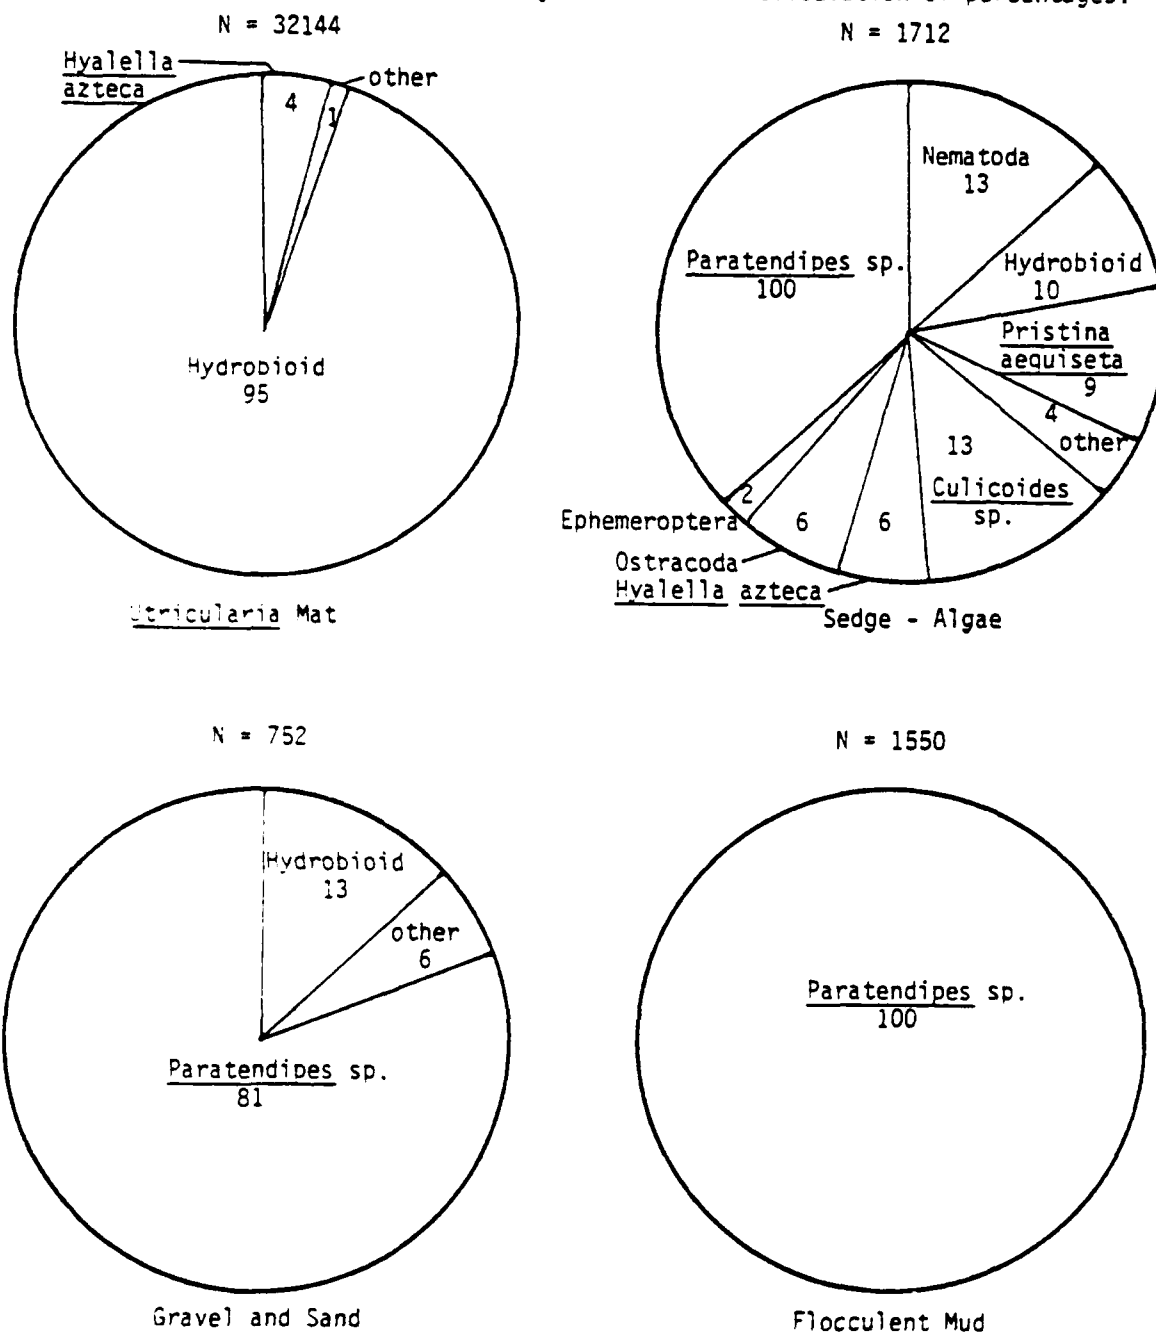 percentages.
N = 32144
Hyalella
azteca
other
4
1
Hydrobioid
95
Utricularia Mat
N = 1712
Nematoda
13
Hydrobioid
10
Pristina
aequiseta
9
4
other
13
Culicoides
sp.
6
Hyalella azteca
6
Ostracoda
2
Ephemeroptera
Paratendipes sp.
100
Sedge - Algae
N = 752
Hydrobioid
13
other
6
Paratendipes sp.
81
Gravel and Sand
N = 1550
Paratendipes sp.
100
Flocculent Mud